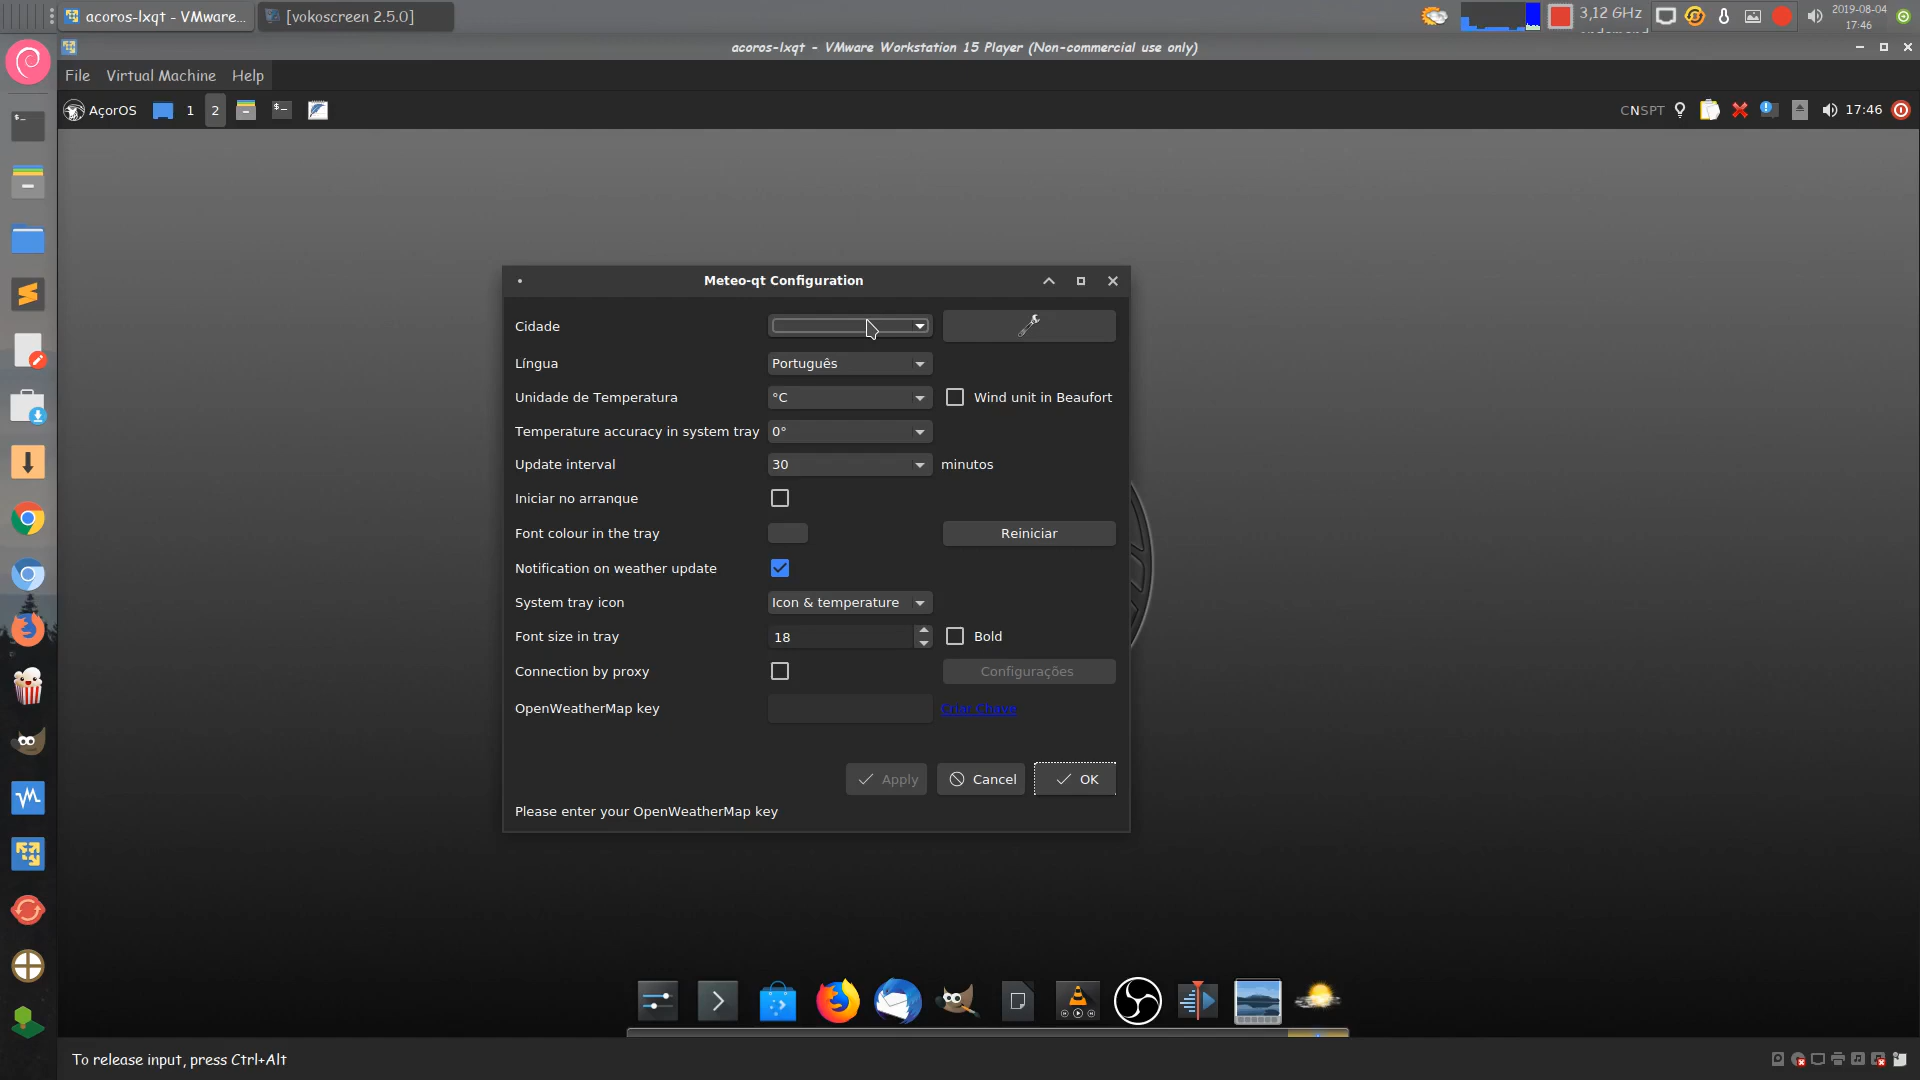 acoros-lxqt - VMware...
[vokoscreen 2.5.0]
3,12 GHz
2019-08-04
17:46
acoros-lxqt - VMware Workstation 15 Player (Non-commercial use only)
File Virtual Machine Help
AçorOS 1 2
CNSPT 17:46
Meteo-qt Configuration
Cidade
Língua Português
Unidade de Temperatura °C Wind unit in Beaufort
Temperature accuracy in system tray 0°
Update interval 30 minutos
Iniciar no arranque
Font colour in the tray Reiniciar
Notification on weather update
System tray icon Icon & temperature
Font size in tray 18 Bold
Connection by proxy Configurações
OpenWeatherMap key Criar Chave
Apply Cancel OK
Please enter your OpenWeatherMap key
To release input, press Ctrl+Alt